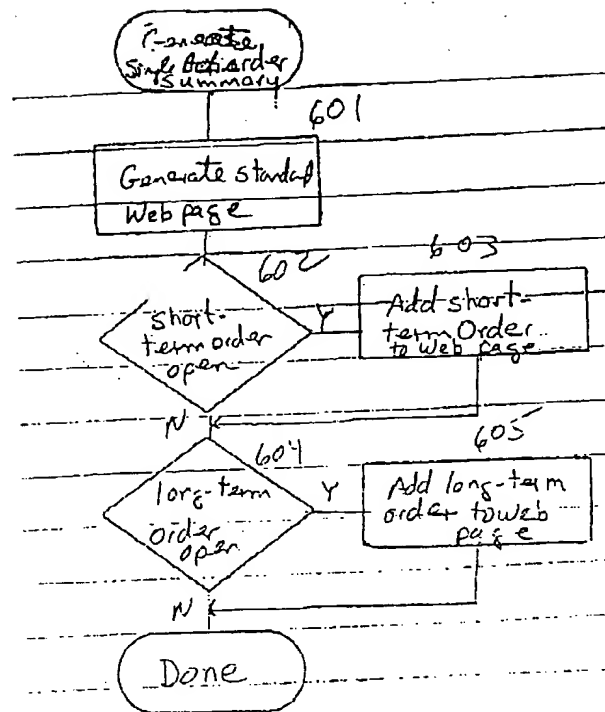 Generate
Single Action order
Summary
601
Generate standard
Web page
602
603
short-
term order
open
Y
Add short-
term Order
to Web page
N
604
605
long-term
order
open
Y
Add long-term
order to web
page
N
Done